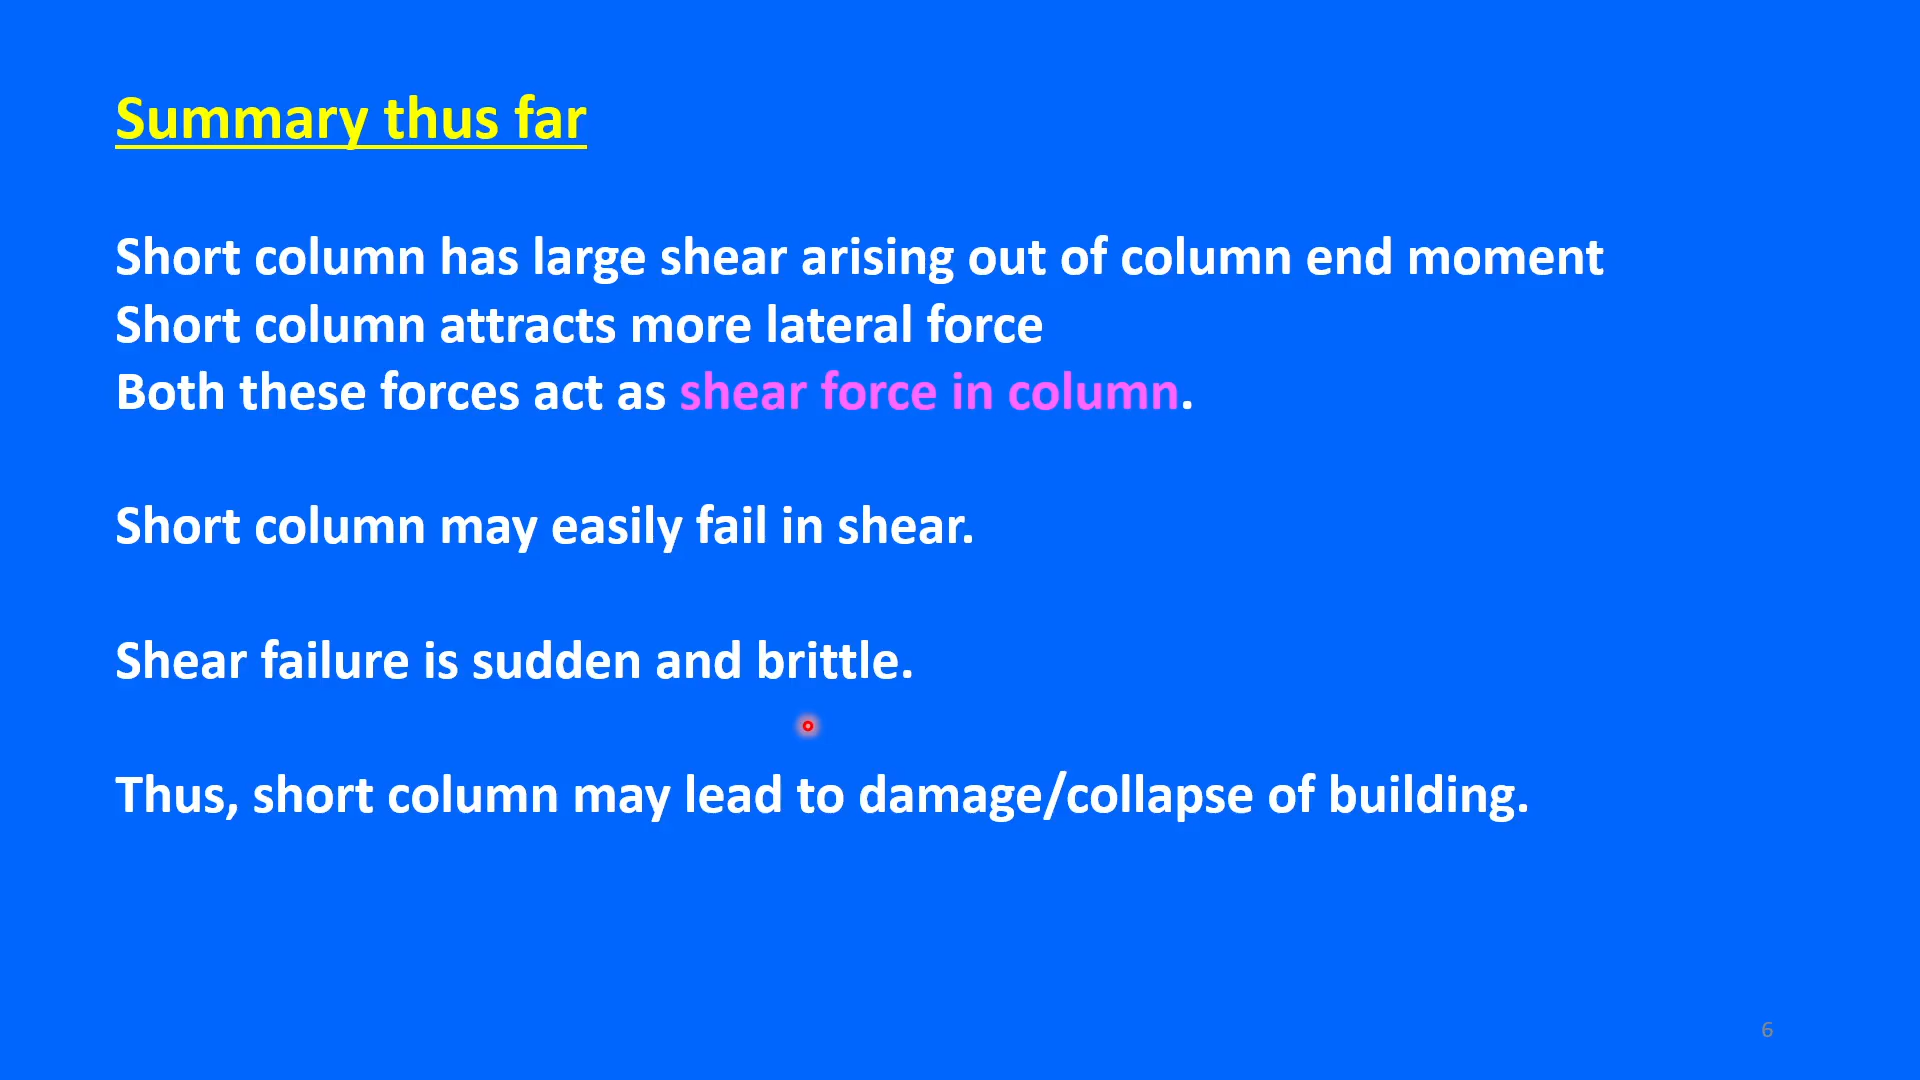 Summary thus far
Short column has large shear arising out of column end moment
Short column attracts more lateral force
Both these forces act as shear force in column.
Short column may easily fail in shear.
Shear failure is sudden and brittle.
Thus, short column may lead to damage/collapse of building.
6